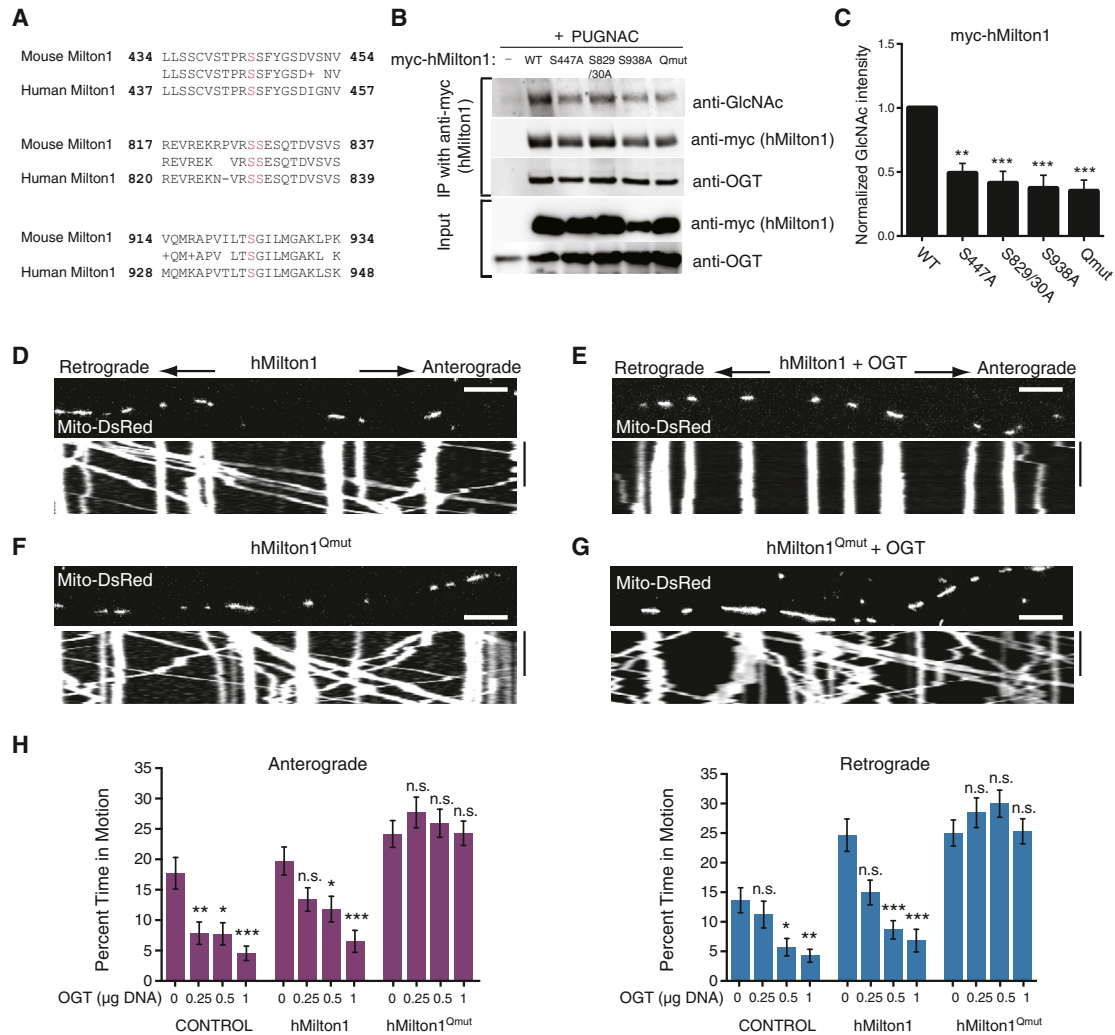 A
Mouse Milton1 434 LLSSCVSTPRSSFYGSDVSNV 454
LLSSCVSTPRSSFYGSD+ NV
Human Milton1 437 LLSSCVSTPRSSFYGSDIGNV 457
Mouse Milton1 817 REVREKRPVRSSESQTDVSVS 837
REVREK VRSSESQTDVSVS
Human Milton1 820 REVREKN-VRSSESQTDVSVS 839
Mouse Milton1 914 VQMRAPVILTSGILMGAKLPK 934
+QM+APV LTSGILMGAKL K
Human Milton1 928 MQMKAPVTLTSGILMGAKLSK 948
B
+ PUGNAC
myc-hMilton1: – WT S447A S829/30A S938A Qmut
IP with anti-myc (hMilton1)
anti-GlcNAc
anti-myc (hMilton1)
anti-OGT
Input
anti-myc (hMilton1)
anti-OGT
C
myc-hMilton1
Normalized GlcNAc intensity
1.0
0.5
0.0
** *** *** ***
WT S447A S829/30A S938A Qmut
D
Retrograde hMilton1 Anterograde
Mito-DsRed
E
Retrograde hMilton1 + OGT Anterograde
Mito-DsRed
F
hMilton1Qmut
Mito-DsRed
G
hMilton1Qmut + OGT
Mito-DsRed
H
Anterograde
Percent Time in Motion
35
30
25
20
15
10
5
0
** * *** n.s. * *** n.s. n.s. n.s.
OGT (µg DNA) 0 0.25 0.5 1 0 0.25 0.5 1 0 0.25 0.5 1
CONTROL hMilton1 hMilton1Qmut
Retrograde
Percent Time in Motion
35
30
25
20
15
10
5
0
n.s. * ** n.s. *** *** n.s. n.s. n.s.
OGT (µg DNA) 0 0.25 0.5 1 0 0.25 0.5 1 0 0.25 0.5 1
CONTROL hMilton1 hMilton1Qmut